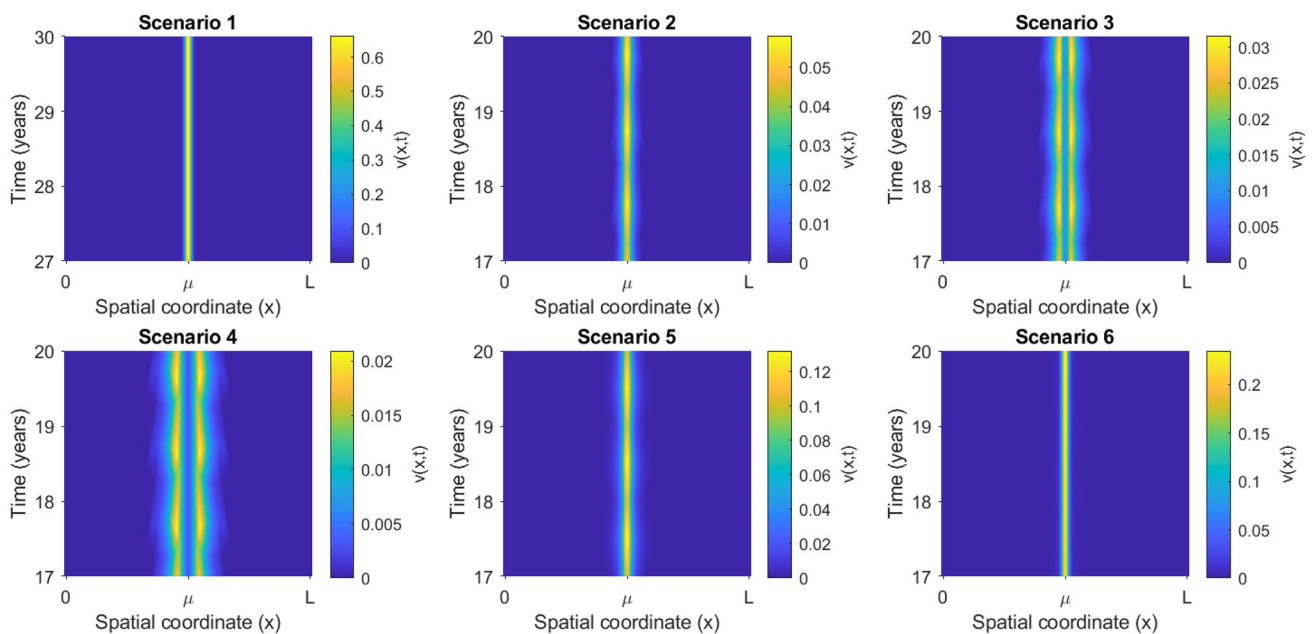 Scenario 1
30
29
28
27
Time (years)
0
μ
L
Spatial coordinate (x)
0.6
0.5
0.4
0.3
0.2
0.1
0
v(x,t)
Scenario 2
20
19
18
17
Time (years)
0
μ
L
Spatial coordinate (x)
0.05
0.04
0.03
0.02
0.01
0
v(x,t)
Scenario 3
20
19
18
17
Time (years)
0
μ
L
Spatial coordinate (x)
0.03
0.025
0.02
0.015
0.01
0.005
0
v(x,t)
Scenario 4
20
19
18
17
Time (years)
0
μ
L
Spatial coordinate (x)
0.02
0.015
0.01
0.005
0
v(x,t)
Scenario 5
20
19
18
17
Time (years)
0
μ
L
Spatial coordinate (x)
0.12
0.1
0.08
0.06
0.04
0.02
0
v(x,t)
Scenario 6
20
19
18
17
Time (years)
0
μ
L
Spatial coordinate (x)
0.2
0.15
0.1
0.05
0
v(x,t)